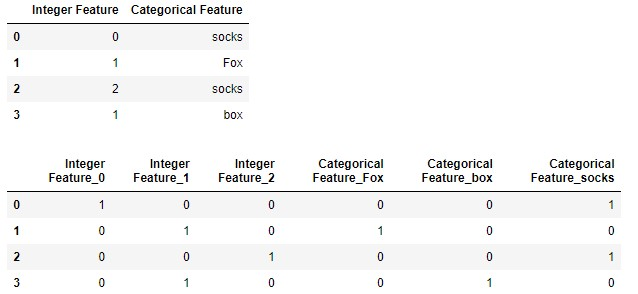 Integer Feature Categorical Feature
0 0 socks
1 1 Fox
2 2 socks
3 1 box
Integer Integer Integer Categorical Categorical Categorical
Feature_0 Feature_1 Feature_2 Feature_Fox Feature_box Feature_socks
0 1 0 0 0 0 1
1 0 1 0 1 0 0
2 0 0 1 0 0 1
3 0 1 0 0 1 0